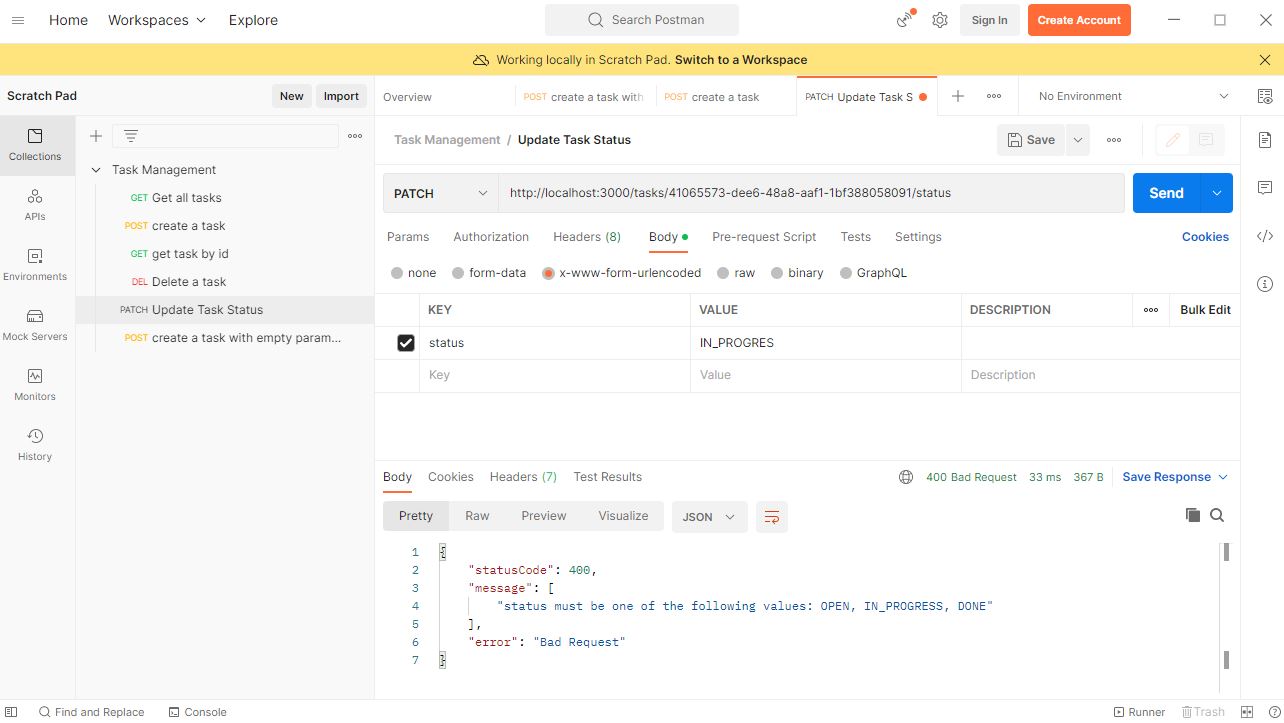 Home Workspaces Explore Search Postman Sign In Create Account
Working locally in Scratch Pad. Switch to a Workspace
Scratch Pad New Import
Overview POST create a task with POST create a task PATCH Update Task S No Environment
Collections
APIs
Environments
Mock Servers
Monitors
History
Task Management
GET Get all tasks
POST create a task
GET get task by id
DEL Delete a task
PATCH Update Task Status
POST create a task with empty param...
Task Management / Update Task Status Save
PATCH http://localhost:3000/tasks/41065573-dee6-48a8-aaf1-1bf388058091/status Send
Params Authorization Headers (8) Body Pre-request Script Tests Settings Cookies
none form-data x-www-form-urlencoded raw binary GraphQL
KEY VALUE DESCRIPTION Bulk Edit
status IN_PROGRES
Key Value Description
Body Cookies Headers (7) Test Results 400 Bad Request 33 ms 367 B Save Response
Pretty Raw Preview Visualize JSON
1 {
2 "statusCode": 400,
3 "message": [
4 "status must be one of the following values: OPEN, IN_PROGRESS, DONE"
5 ],
6 "error": "Bad Request"
7 }
Find and Replace Console Runner Trash